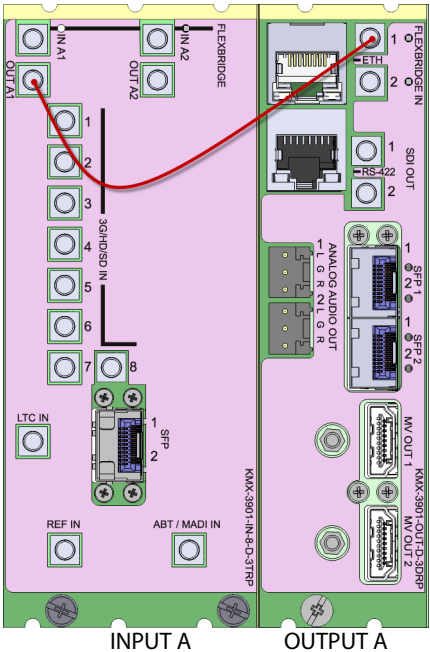 IN A1
IN A2
FLEXBRIDGE
OUT A1
OUT A2
1
2
3
4
5
6
7
8
3G/HD/SD IN
LTC IN
1
2
SFP
REF IN
ABT / MADI IN
KMX-3901-IN-8-D-3TRP
INPUT A
1
2
FLEXBRIDGE IN
ETH
1
2
SDI OUT
RS-422
ANALOG AUDIO OUT
1 L G R
2 L G R
1
2
SFP 1
1
2
SFP 2
MV OUT 1
MV OUT 2
KMX-3901-OUT-D-3DRP
OUTPUT A